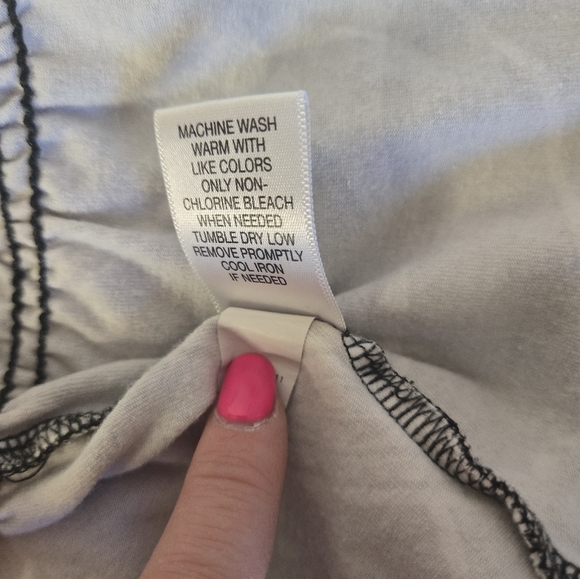 MACHINE WASH
WARM WITH
LIKE COLORS
ONLY NON-
CHLORINE BLEACH
WHEN NEEDED
TUMBLE DRY LOW
REMOVE PROMPTLY
COOL IRON
IF NEEDED